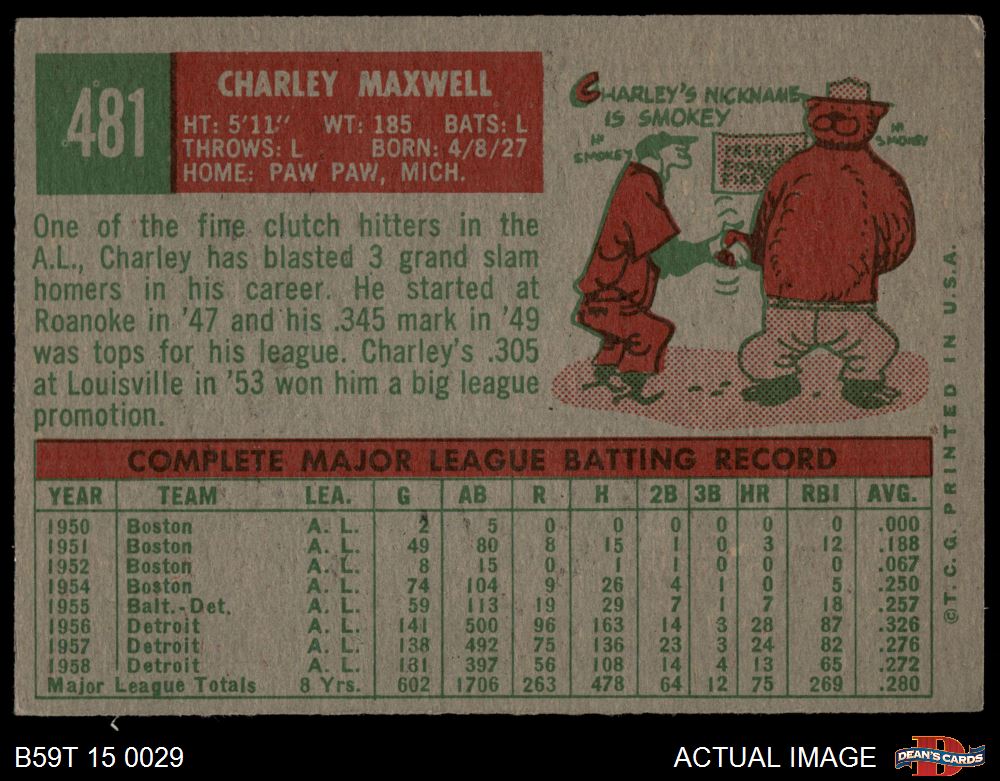 481
CHARLEY MAXWELL
HT: 5'11" WT: 185 BATS: L
THROWS: L BORN: 4/8/27
HOME: PAW PAW, MICH.
One of the fine clutch hitters in the
A.L., Charley has blasted 3 grand slam
homers in his career. He started at
Roanoke in '47 and his .345 mark in '49
was tops for his league. Charley's .305
at Louisville in '53 won him a big league
promotion.
CHARLEY'S NICKNAME
IS SMOKEY
HI
SMOKEY
HI
SMOKEY
COMPLETE MAJOR LEAGUE BATTING RECORD
YEAR TEAM LEA. G AB R H 2B 3B HR RBI AVG.
1950 Boston A. L. 2 5 0 0 0 0 0 0 .000
1951 Boston A. L. 49 80 8 15 1 0 3 12 .188
1952 Boston A. L. 8 15 0 1 1 0 0 0 .067
1954 Boston A. L. 74 104 9 26 4 1 0 5 .250
1955 Balt.-Det. A. L. 59 113 19 29 7 1 7 18 .257
1956 Detroit A. L. 141 500 96 163 14 3 28 87 .326
1957 Detroit A. L. 138 492 75 136 23 3 24 82 .276
1958 Detroit A. L. 131 397 56 108 14 4 13 65 .272
Major League Totals 8 Yrs. 602 1706 263 478 64 12 75 269 .280
©T.C.G. PRINTED IN U.S.A.
B59T 15 0029
ACTUAL IMAGE
DEAN'S CARDS